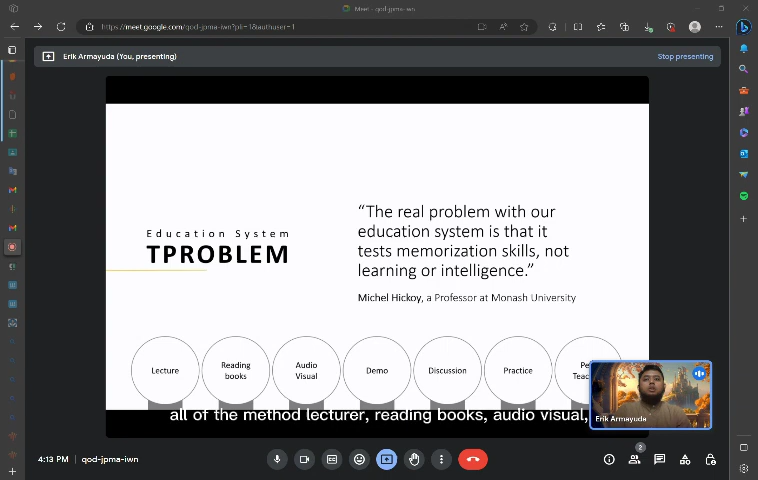 Meet - qod-jpma-iwn
https://meet.google.com/qod-jpma-iwn?pli=1&authuser=1
Erik Armayuda (You, presenting)
Stop presenting
Education System
TPROBLEM
“The real problem with our
education system is that it
tests memorization skills, not
learning or intelligence.”
Michel Hickoy, a Professor at Monash University
Lecture
Reading
books
Audio
Visual
Demo
Discussion
Practice
all of the method lecturer, reading books, audio visual,
Erik Armayuda
4:13 PM
qod-jpma-iwn
2